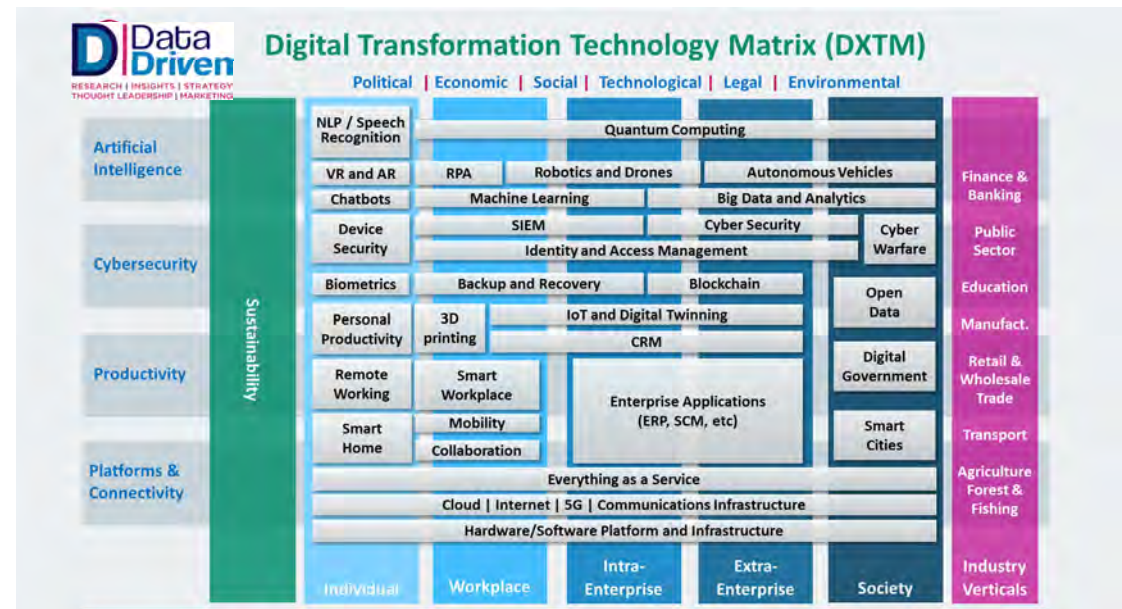 Data
Driven
RESEARCH | INSIGHTS | STRATEGY
THOUGHT LEADERSHIP | MARKETING
Digital Transformation Technology Matrix (DXTM)
Political | Economic | Social | Technological | Legal | Environmental
Artificial
Intelligence
Cybersecurity
Productivity
Platforms &
Connectivity
Sustainability
NLP / Speech
Recognition
Quantum Computing
VR and AR
RPA
Robotics and Drones
Autonomous Vehicles
Chatbots
Machine Learning
Big Data and Analytics
Device
Security
SIEM
Cyber Security
Cyber
Warfare
Identity and Access Management
Biometrics
Backup and Recovery
Blockchain
Open
Data
Personal
Productivity
3D
printing
IoT and Digital Twinning
CRM
Digital
Government
Remote
Working
Smart
Workplace
Enterprise Applications
(ERP, SCM, etc)
Smart
Home
Mobility
Collaboration
Smart
Cities
Everything as a Service
Cloud | Internet | 5G | Communications Infrastructure
Hardware/Software Platform and Infrastructure
Individual
Workplace
Intra-
Enterprise
Extra-
Enterprise
Society
Finance &
Banking
Public
Sector
Education
Manufact.
Retail &
Wholesale
Trade
Transport
Agriculture
Forest &
Fishing
Industry
Verticals